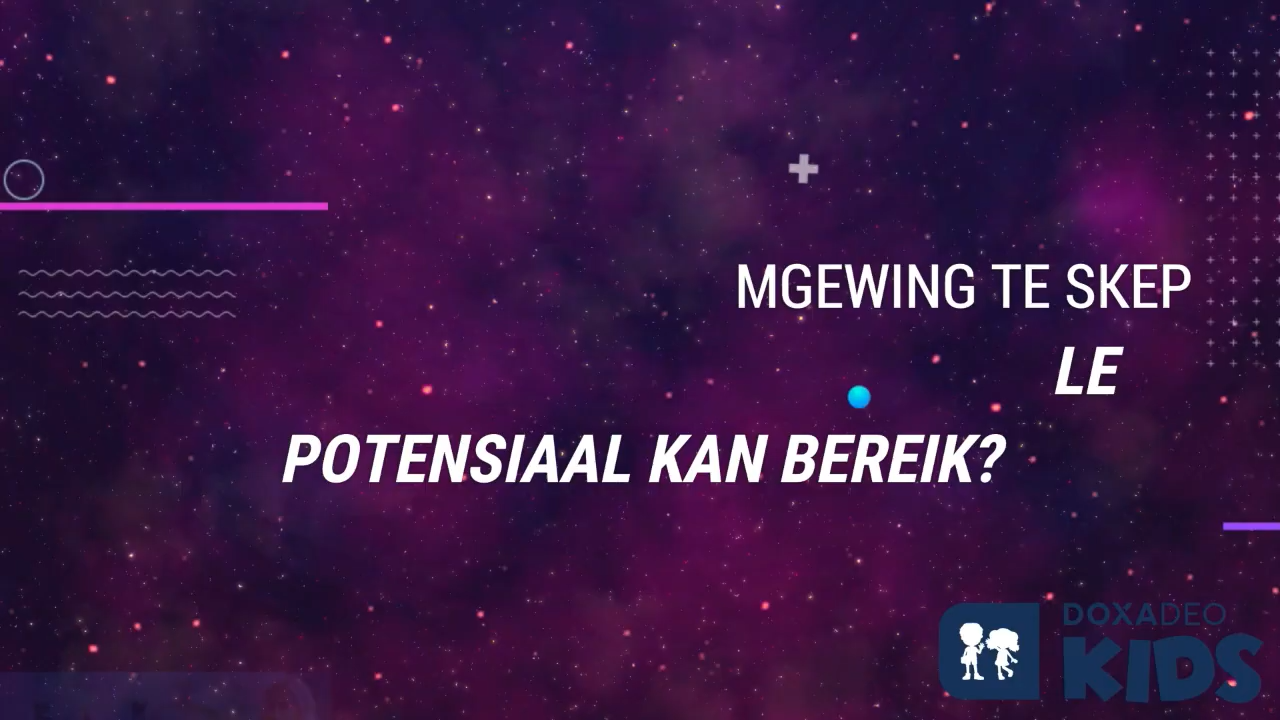 MGEWING TE SKEP
LE
POTENSIAAL KAN BEREIK?
DOXADEO
KIDS